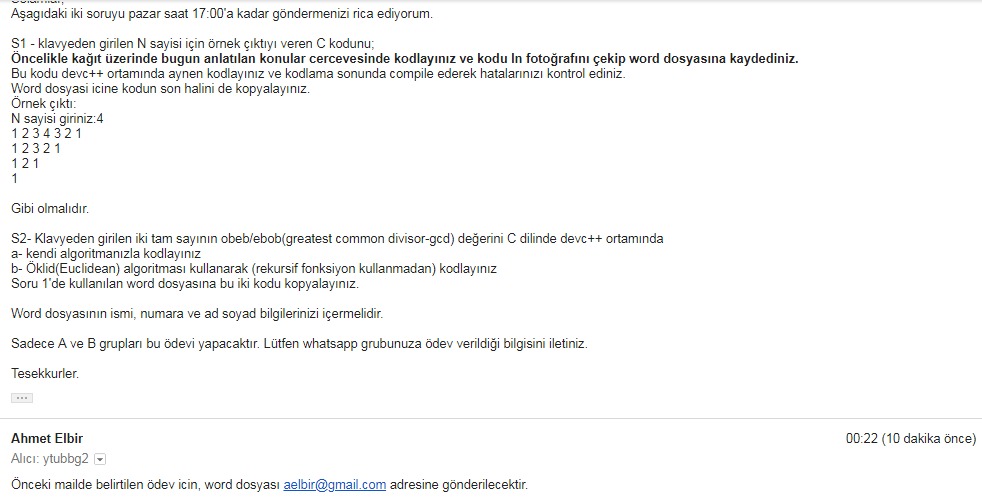 Aşagıdaki iki soruyu pazar saat 17:00'a kadar göndermenizi rica ediyorum.
S1 - klavyeden girilen N sayisi için örnek çıktıyı veren C kodunu;
Öncelikle kağıt üzerinde bugun anlatılan konular cercevesinde kodlayınız ve kodu ln fotoğrafını çekip word dosyasına kaydediniz.
Bu kodu devc++ ortamında aynen kodlayınız ve kodlama sonunda compile ederek hatalarınızı kontrol ediniz.
Word dosyasi icine kodun son halini de kopyalayınız.
Örnek çıktı:
N sayisi giriniz:4
1 2 3 4 3 2 1
1 2 3 2 1
1 2 1
1
Gibi olmalıdır.
S2- Klavyeden girilen iki tam sayının obeb/ebob(greatest common divisor-gcd) değerini C dilinde devc++ ortamında
a- kendi algoritmanızla kodlayınız
b- Öklid(Euclidean) algoritması kullanarak (rekursif fonksiyon kullanmadan) kodlayınız
Soru 1'de kullanılan word dosyasına bu iki kodu kopyalayınız.
Word dosyasının ismi, numara ve ad soyad bilgilerinizi içermelidir.
Sadece A ve B grupları bu ödevi yapacaktır. Lütfen whatsapp grubunuza ödev verildiği bilgisini iletiniz.
Tesekkurler.
Ahmet Elbir 00:22 (10 dakika önce)
Alıcı: ytubbg2
Önceki mailde belirtilen ödev icin, word dosyası aelbir@gmail.com adresine gönderilecektir.